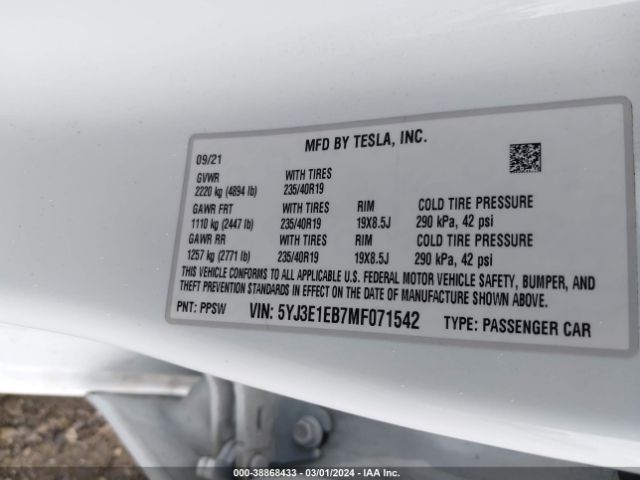 MFD BY TESLA, INC.
09/21
GVWR WITH TIRES
2220 kg (4894 lb) 235/40R19
GAWR FRT WITH TIRES RIM COLD TIRE PRESSURE
1110 kg (2447 lb) 235/40R19 19X8.5J 290 kPa, 42 psi
GAWR RR WITH TIRES RIM COLD TIRE PRESSURE
1257 kg (2771 lb) 235/40R19 19X8.5J 290 kPa, 42 psi
THIS VEHICLE CONFORMS TO ALL APPLICABLE U.S. FEDERAL MOTOR VEHICLE SAFETY, BUMPER, AND
THEFT PREVENTION STANDARDS IN EFFECT ON THE DATE OF MANUFACTURE SHOWN ABOVE.
PNT: PPSW VIN: 5YJ3E1EB7MF071542 TYPE: PASSENGER CAR
000-38868433 - 03/01/2024 - IAA Inc.